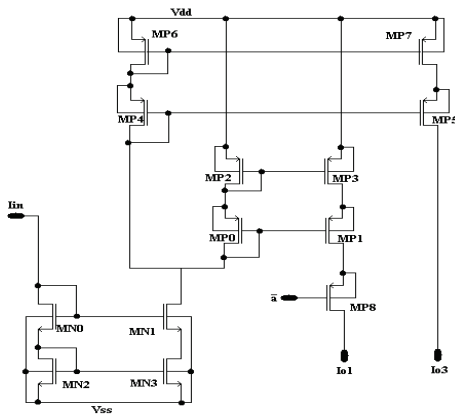 Vdd
MP6
MP7
MP4
MP5
MP2
MP3
Iin
MP0
MP1
a̅
MP8
MN0
MN1
MN2
MN3
Io1
Io3
Vss